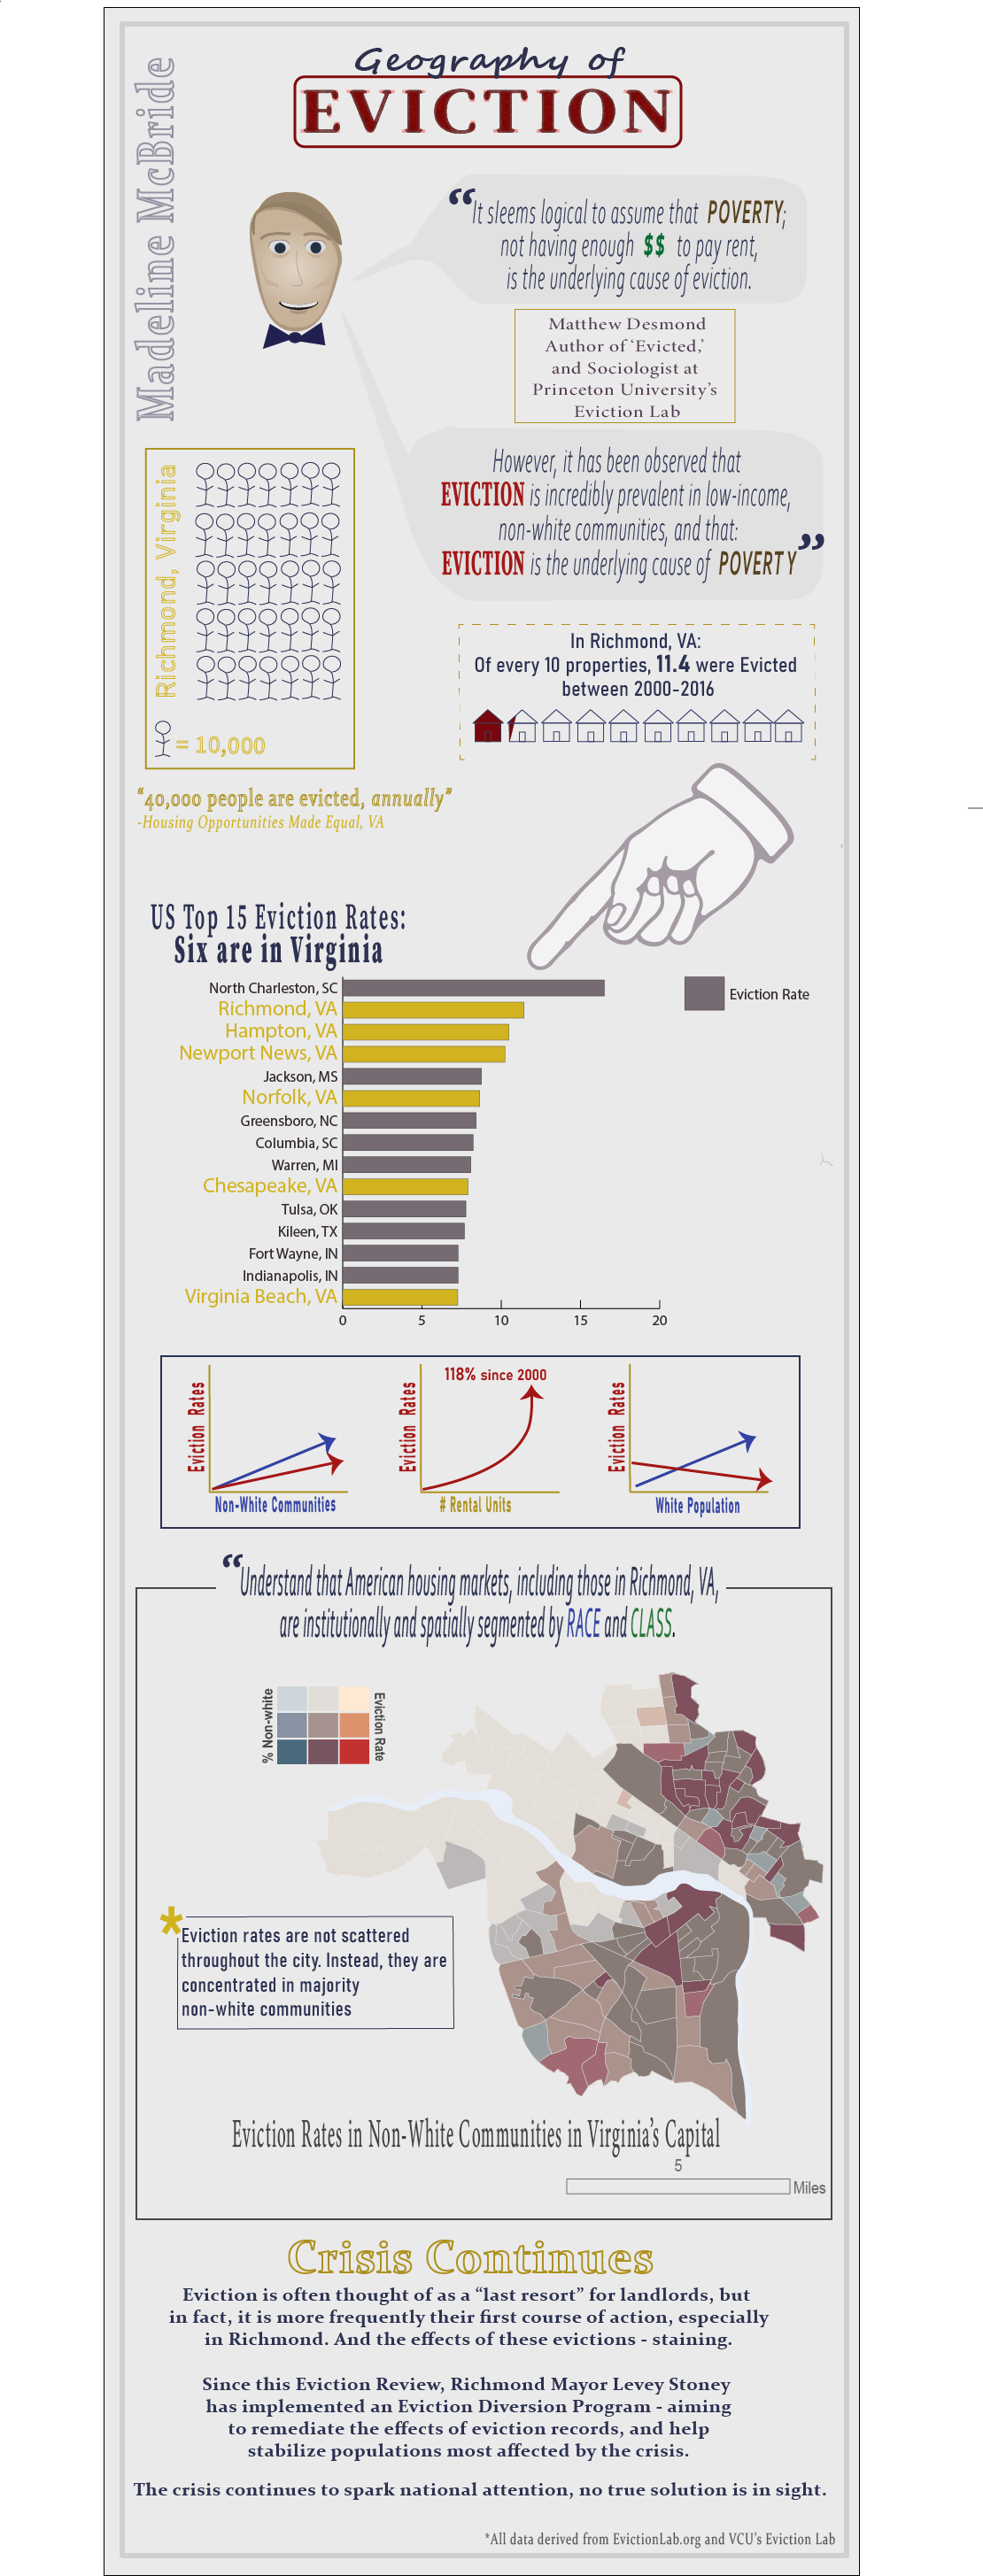 Geography of
EVICTION
Madeline McBride
“It sleems logical to assume that POVERTY;
not having enough $$ to pay rent,
is the underlying cause of eviction.
Matthew Desmond
Author of ‘Evicted,’
and Sociologist at
Princeton University’s
Eviction Lab
However, it has been observed that
EVICTION is incredibly prevalent in low-income,
non-white communities, and that:
EVICTION is the underlying cause of POVERTY”
Richmond, Virginia
= 10,000
In Richmond, VA:
Of every 10 properties, 11.4 were Evicted
between 2000-2016
“40,000 people are evicted, annually”
-Housing Opportunities Made Equal, VA
US Top 15 Eviction Rates:
Six are in Virginia
North Charleston, SC
Richmond, VA
Hampton, VA
Newport News, VA
Jackson, MS
Norfolk, VA
Greensboro, NC
Columbia, SC
Warren, MI
Chesapeake, VA
Tulsa, OK
Kileen, TX
Fort Wayne, IN
Indianapolis, IN
Virginia Beach, VA
0 5 10 15 20
Eviction Rate
Eviction Rates
Non-White Communities
118% since 2000
Eviction Rates
# Rental Units
Eviction Rates
White Population
“Understand that American housing markets, including those in Richmond, VA,
are institutionally and spatially segmented by RACE and CLASS.
% Non-white
Eviction Rate
* Eviction rates are not scattered
throughout the city. Instead, they are
concentrated in majority
non-white communities
Eviction Rates in Non-White Communities in Virginia’s Capital
5
Miles
Crisis Continues
Eviction is often thought of as a “last resort” for landlords, but
in fact, it is more frequently their first course of action, especially
in Richmond. And the effects of these evictions - staining.
Since this Eviction Review, Richmond Mayor Levey Stoney
has implemented an Eviction Diversion Program - aiming
to remediate the effects of eviction records, and help
stabilize populations most affected by the crisis.
The crisis continues to spark national attention, no true solution is in sight.
*All data derived from EvictionLab.org and VCU’s Eviction Lab